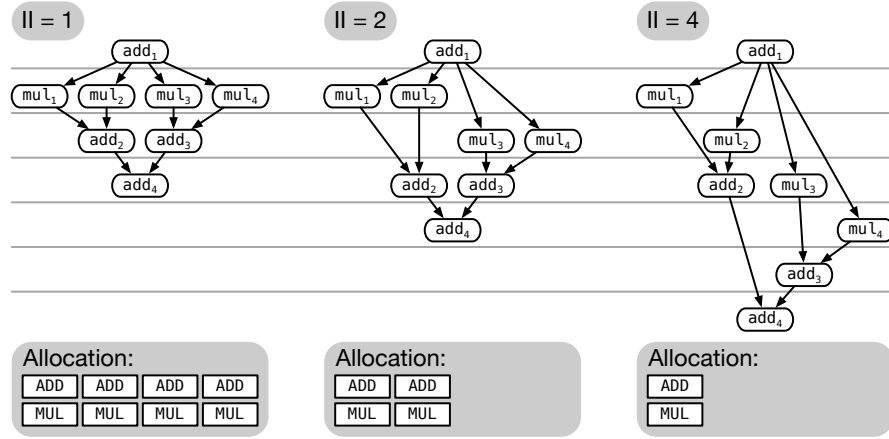 II = 1
add₁
mul₁ mul₂ mul₃ mul₄
add₂ add₃
add₄
Allocation:
ADD ADD ADD ADD
MUL MUL MUL MUL
II = 2
add₁
mul₁ mul₂
mul₃ mul₄
add₂ add₃
add₄
Allocation:
ADD ADD
MUL MUL
II = 4
add₁
mul₁
mul₂
add₂ mul₃
mul₄
add₃
add₄
Allocation:
ADD
MUL